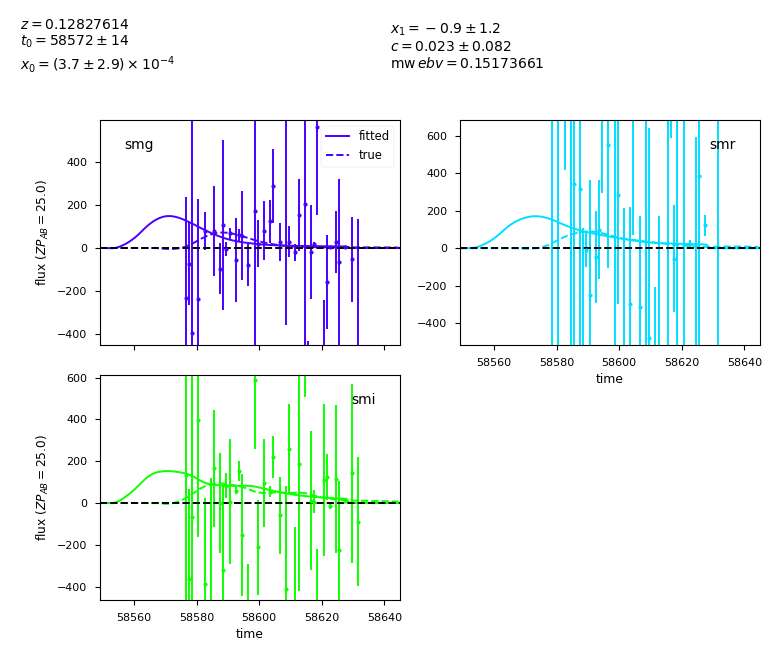 z = 0.12827614
t₀ = 58572 ± 14
x₀ = (3.7 ± 2.9) × 10⁻⁴
x₁ = −0.9 ± 1.2
c = 0.023 ± 0.082
mw ebv = 0.15173661
smg
fitted
true
400
200
0
−200
−400
flux (ZP_AB = 25.0)
smr
600
400
200
0
−200
−400
58560 58580 58600 58620 58640
time
smi
600
400
200
0
−200
−400
flux (ZP_AB = 25.0)
58560 58580 58600 58620 58640
time